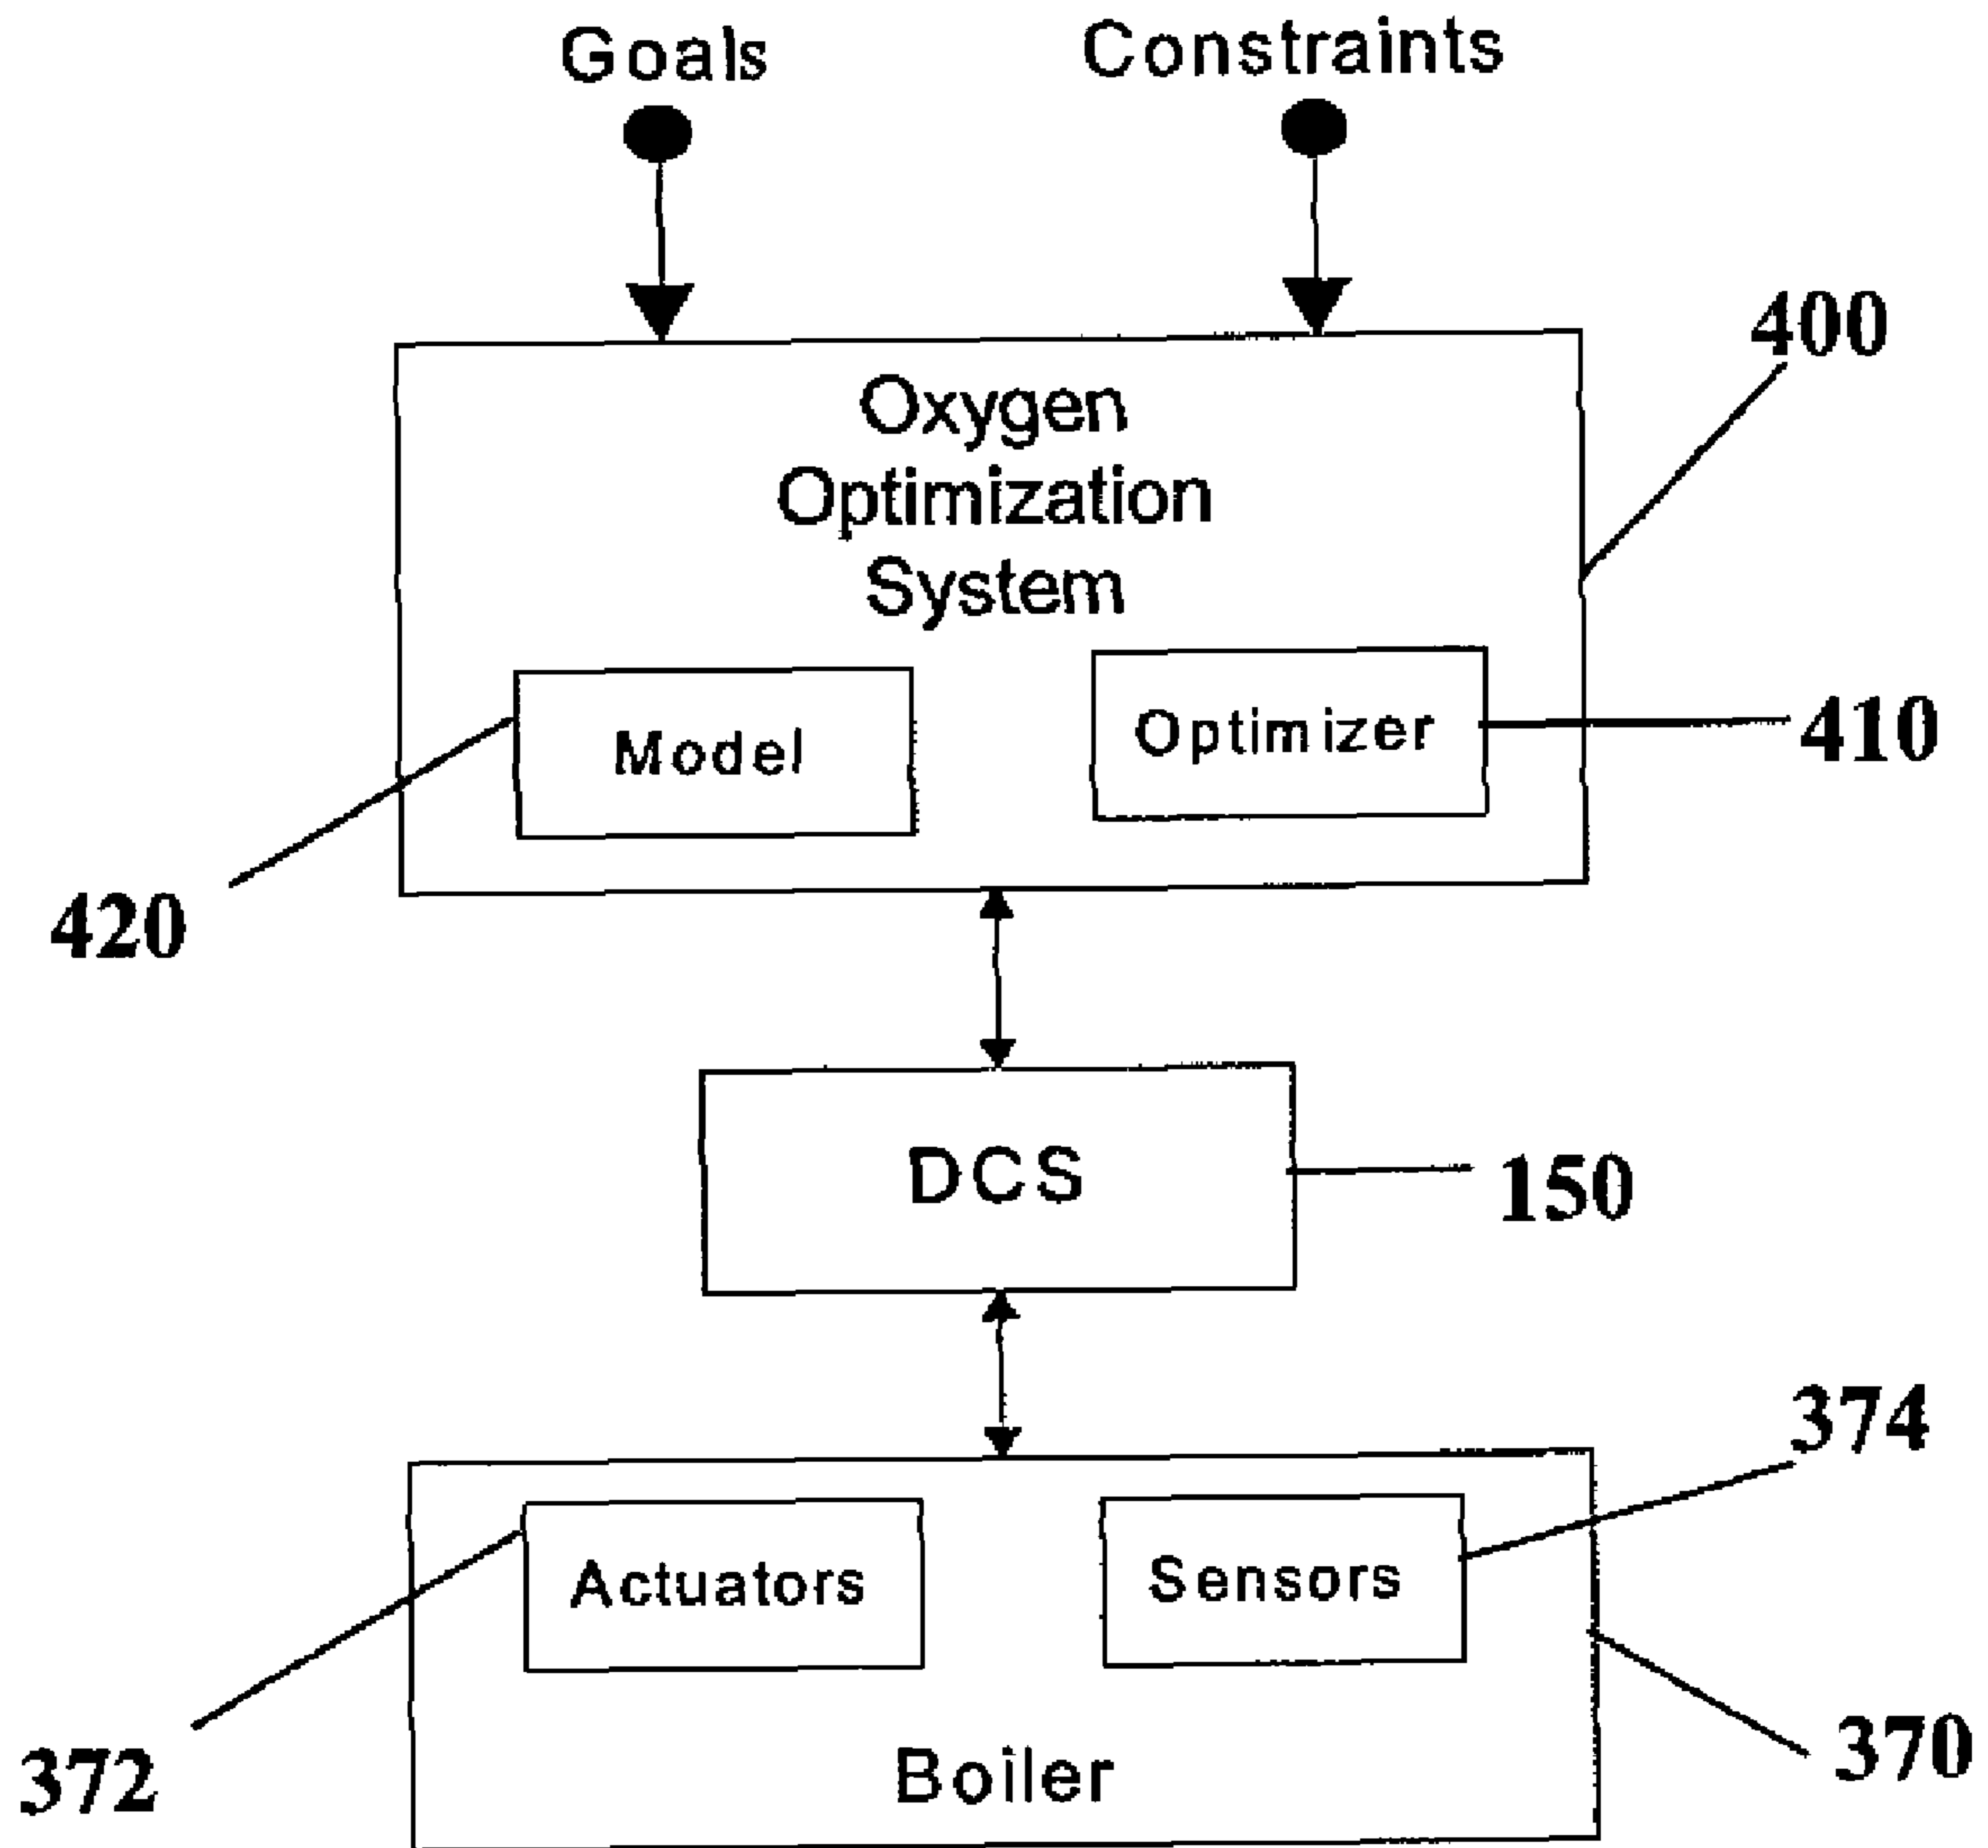 Goals
Constraints
400
Oxygen
Optimization
System
Model
Optimizer
410
420
DCS
150
374
Actuators
Sensors
372
Boiler
370